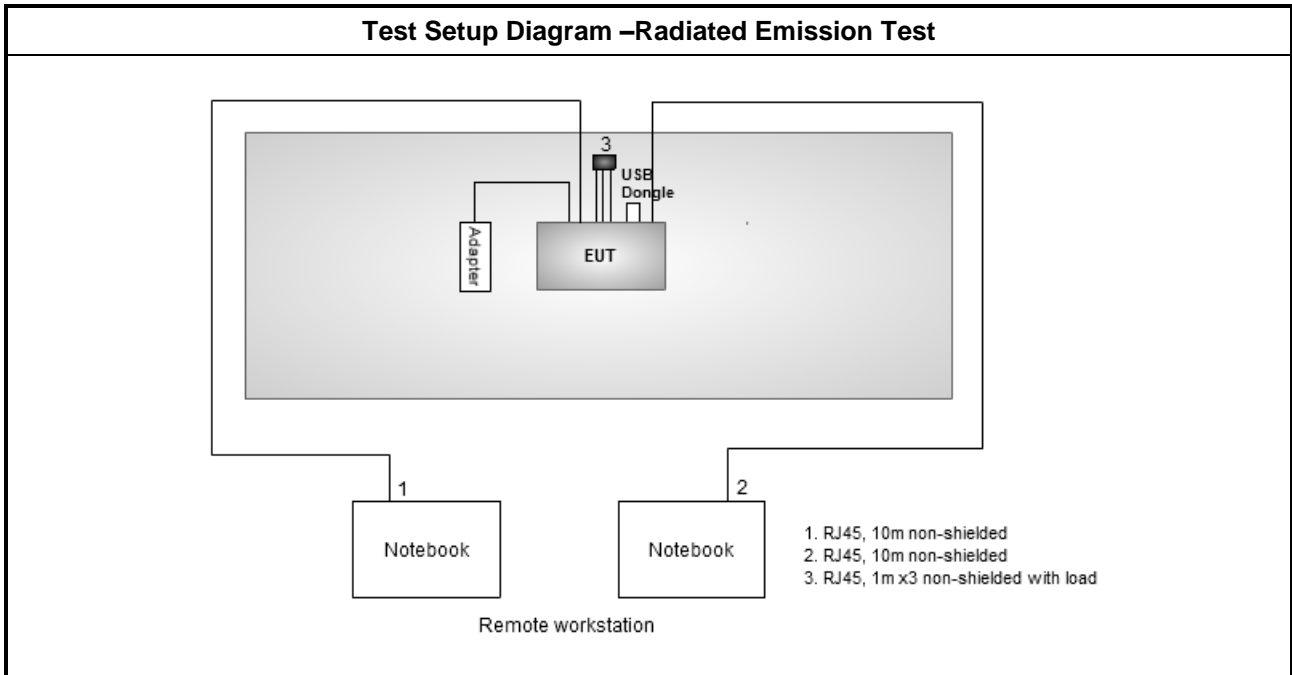 Test Setup Diagram –Radiated Emission Test
3
USB
Dongle
Adapter
EUT
1
2
Notebook
Notebook
1. RJ45, 10m non-shielded
2. RJ45, 10m non-shielded
3. RJ45, 1m x3 non-shielded with load
Remote workstation